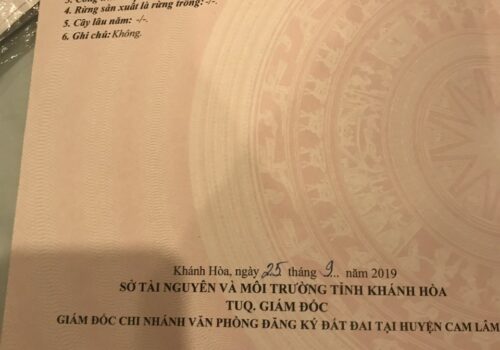 4. Rừng sản xuất là rừng trồng: -/-.
5. Cây lâu năm: -/-.
6. Ghi chú: Không.
Khánh Hòa, ngày 25 tháng 9.. năm 2019
SỞ TÀI NGUYÊN VÀ MÔI TRƯỜNG TỈNH KHÁNH HÒA
TUQ. GIÁM ĐỐC
GIÁM ĐỐC CHI NHÁNH VĂN PHÒNG ĐĂNG KÝ ĐẤT ĐAI TẠI HUYỆN CAM LÂM